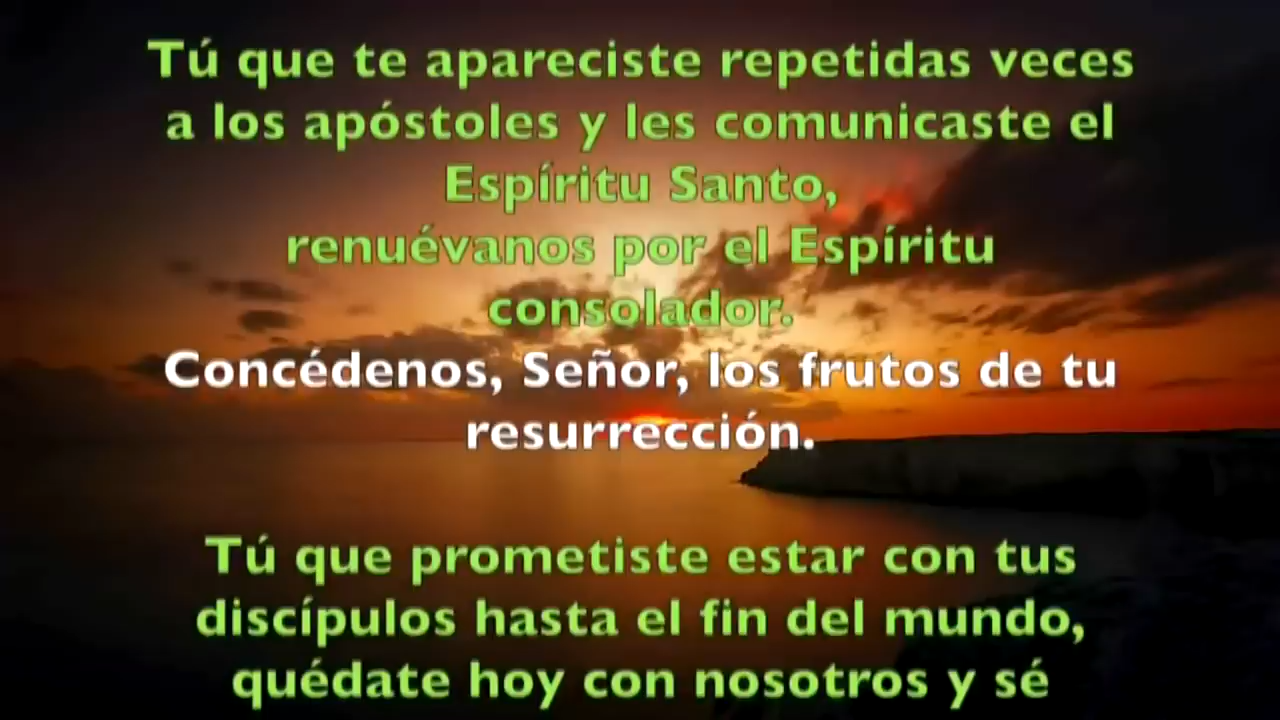 Tú que te apareciste repetidas veces
a los apóstoles y les comunicaste el
Espíritu Santo,
renuévanos por el Espíritu
consolador.
Concédenos, Señor, los frutos de tu
resurrección.
Tú que prometiste estar con tus
discípulos hasta el fin del mundo,
quédate hoy con nosotros y sé